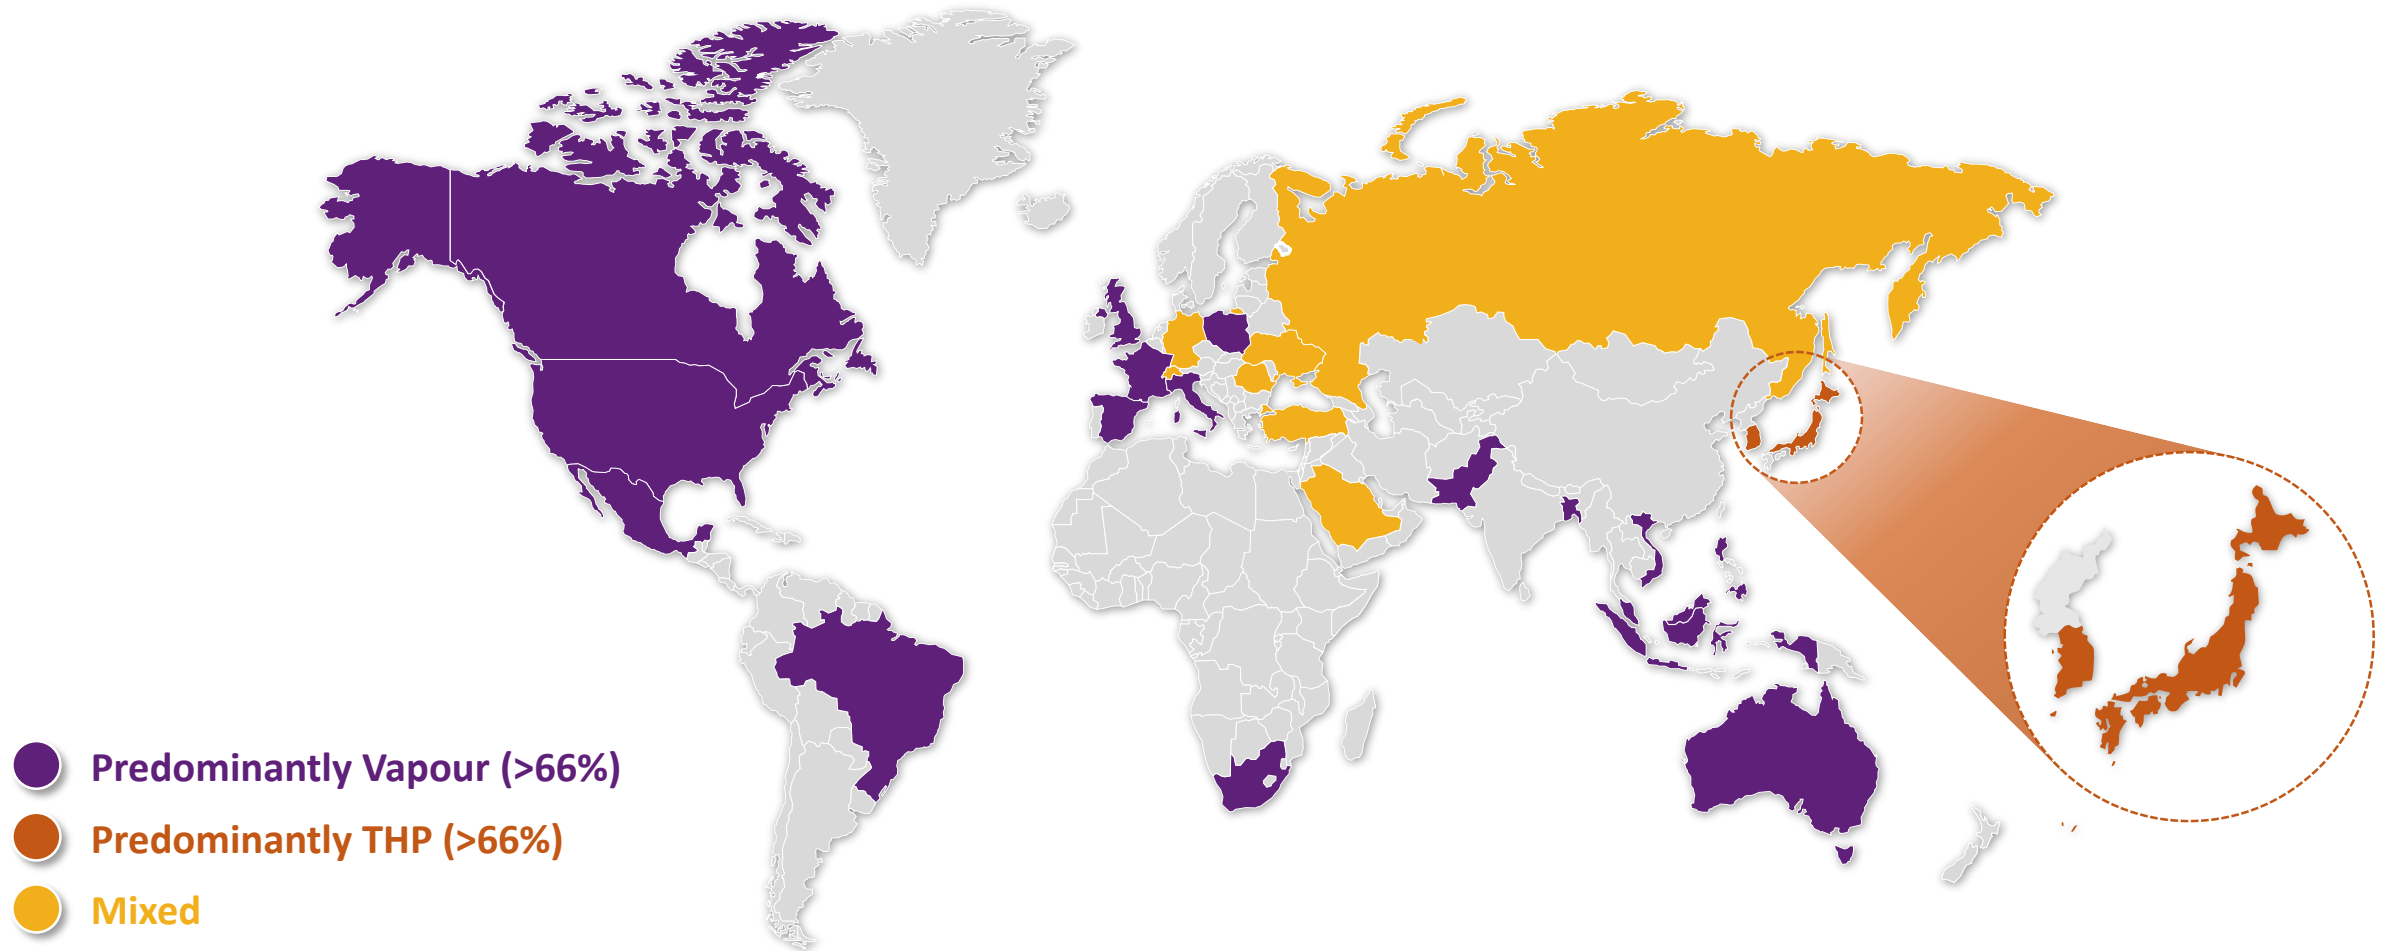 Predominantly Vapour (>66%)
Predominantly THP (>66%)
Mixed